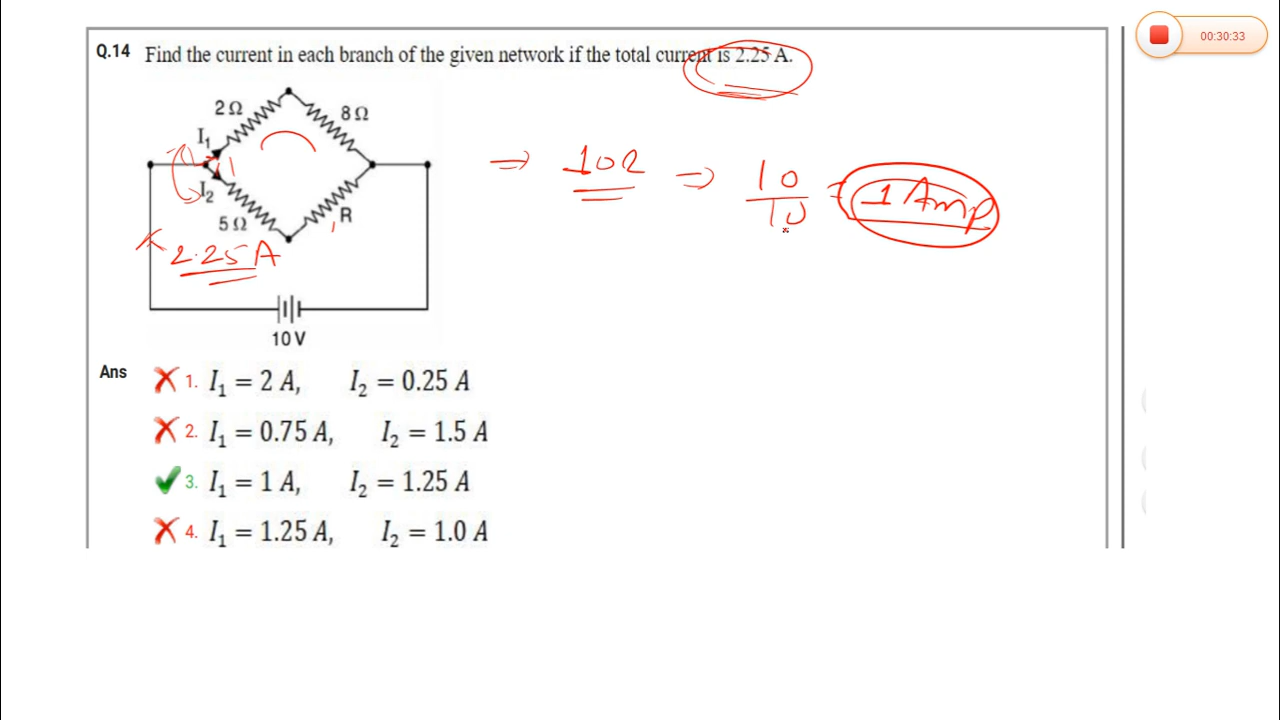 00:30:33
Q.14 Find the current in each branch of the given network if the total current is 2.25 A.
2Ω
8Ω
I₁
I₂
5Ω
R
2.25 A
10 V
⇒ 10Ω ⇒ 10/10 = 1 Amp
Ans
1. I₁ = 2 A, I₂ = 0.25 A
2. I₁ = 0.75 A, I₂ = 1.5 A
3. I₁ = 1 A, I₂ = 1.25 A
4. I₁ = 1.25 A, I₂ = 1.0 A